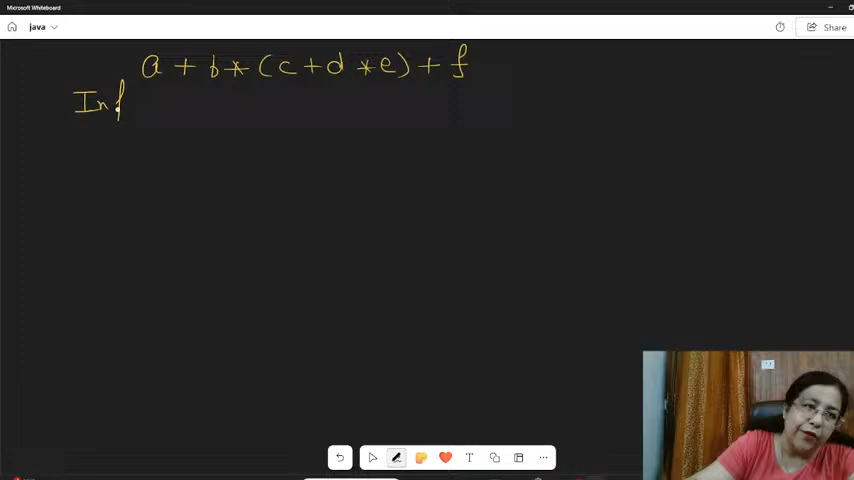 Microsoft Whiteboard
java
Share
a + b * (c + d * e) + f
Inf
T